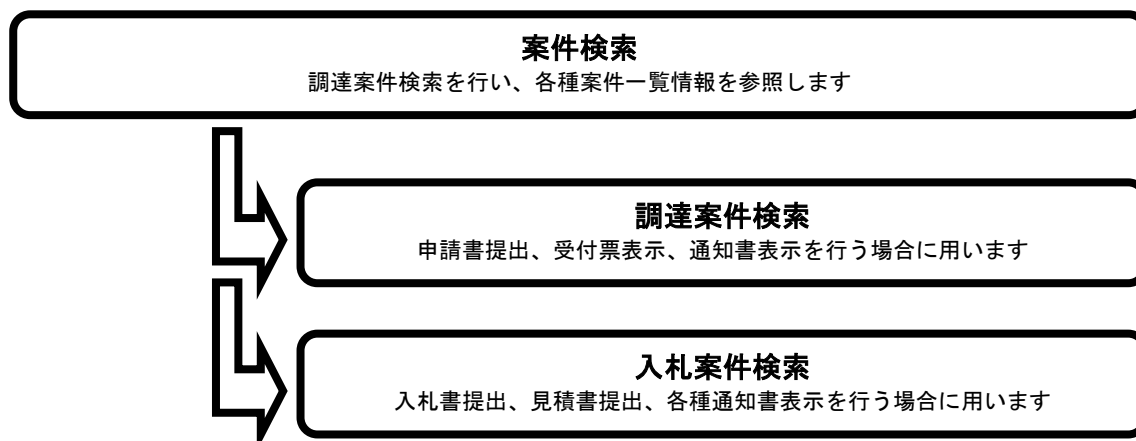 案件検索
調達案件検索を行い、各種案件一覧情報を参照します
調達案件検索
申請書提出、受付票表示、通知書表示を行う場合に用います
入札案件検索
入札書提出、見積書提出、各種通知書表示を行う場合に用います